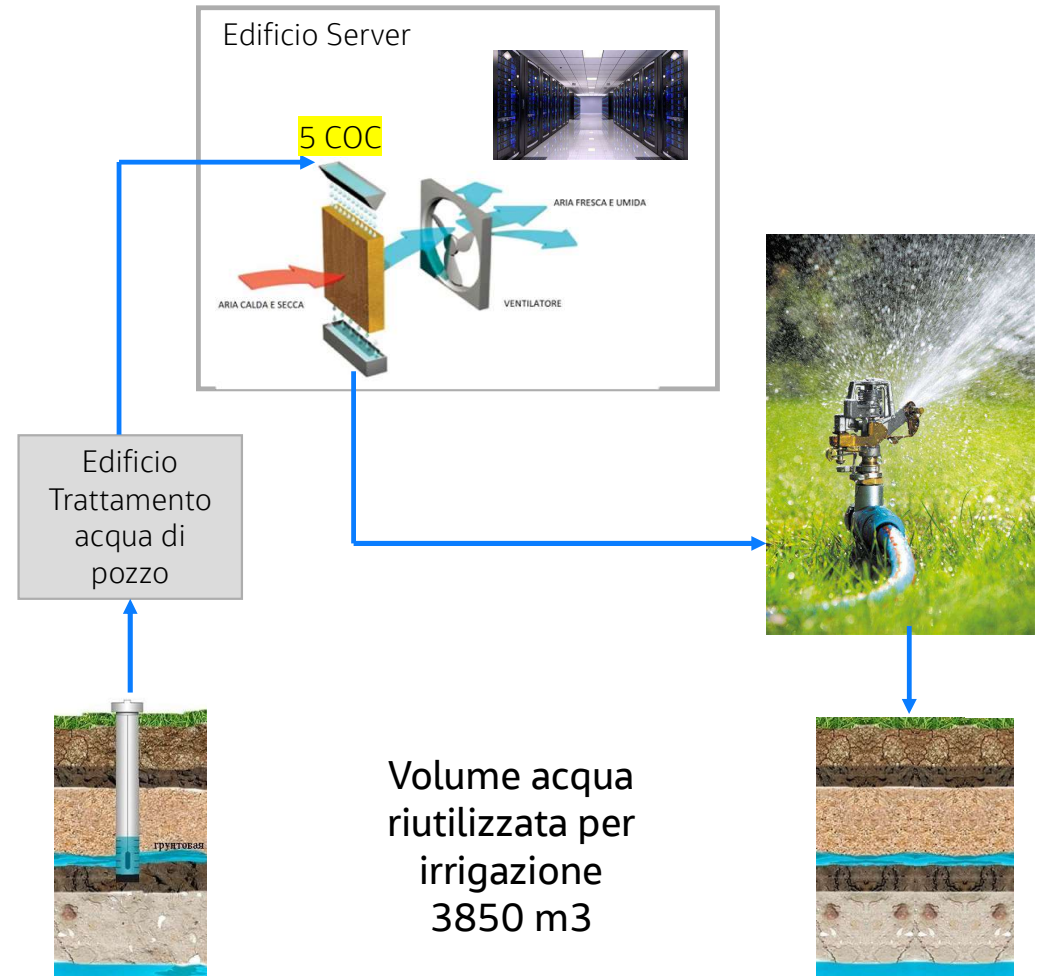 Edificio Server
5 COC
ARIA FRESCA E UMIDA
ARIA CALDA E SECCA
VENTILATORE
Edificio
Trattamento
acqua di
pozzo
грунтовая
Volume acqua
riutilizzata per
irrigazione
3850 m3